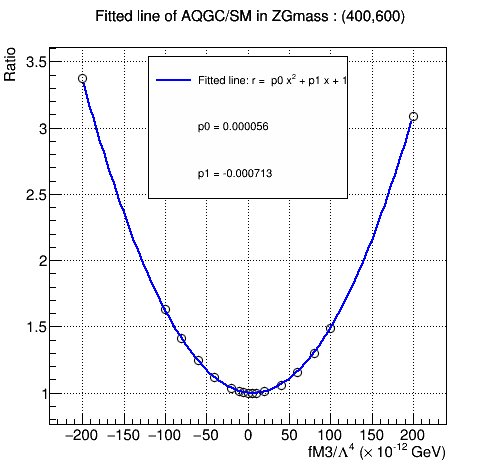 Fitted line of AQGC/SM in ZGmass : (400,600)
Ratio
3.5
3
2.5
2
1.5
1
Fitted line: r = p0 x² + p1 x + 1
p0 = 0.000056
p1 = -0.000713
−200 −150 −100 −50 0 50 100 150 200
fM3/Λ⁴ (× 10⁻¹² GeV)